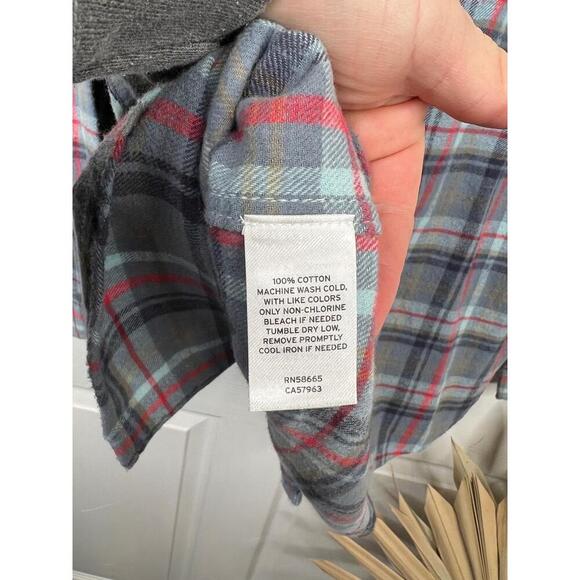 100% COTTON
MACHINE WASH COLD,
WITH LIKE COLORS
ONLY NON-CHLORINE
BLEACH IF NEEDED
TUMBLE DRY LOW,
REMOVE PROMPTLY
COOL IRON IF NEEDED
RN58665
CA57963